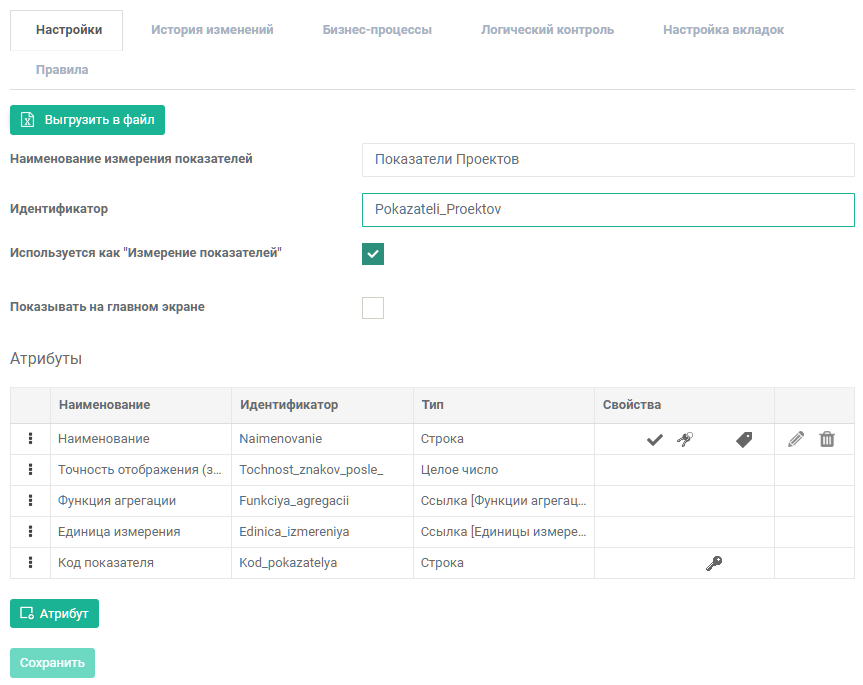 Настройки История изменений Бизнес-процессы Логический контроль Настройка вкладок
Правила
Выгрузить в файл
Наименование измерения показателей Показатели Проектов
Идентификатор Pokazateli_Proektov
Используется как "Измерение показателей"
Показывать на главном экране
Атрибуты
Наименование Идентификатор Тип Свойства
Наименование Naimenovanie Строка
Точность отображения (з... Tochnost_znakov_posle_ Целое число
Функция агрегации Funkciya_agregacii Ссылка [Функции агрегац...
Единица измерения Edinica_izmereniya Ссылка [Единицы измере...
Код показателя Kod_pokazatelya Строка
Атрибут
Сохранить